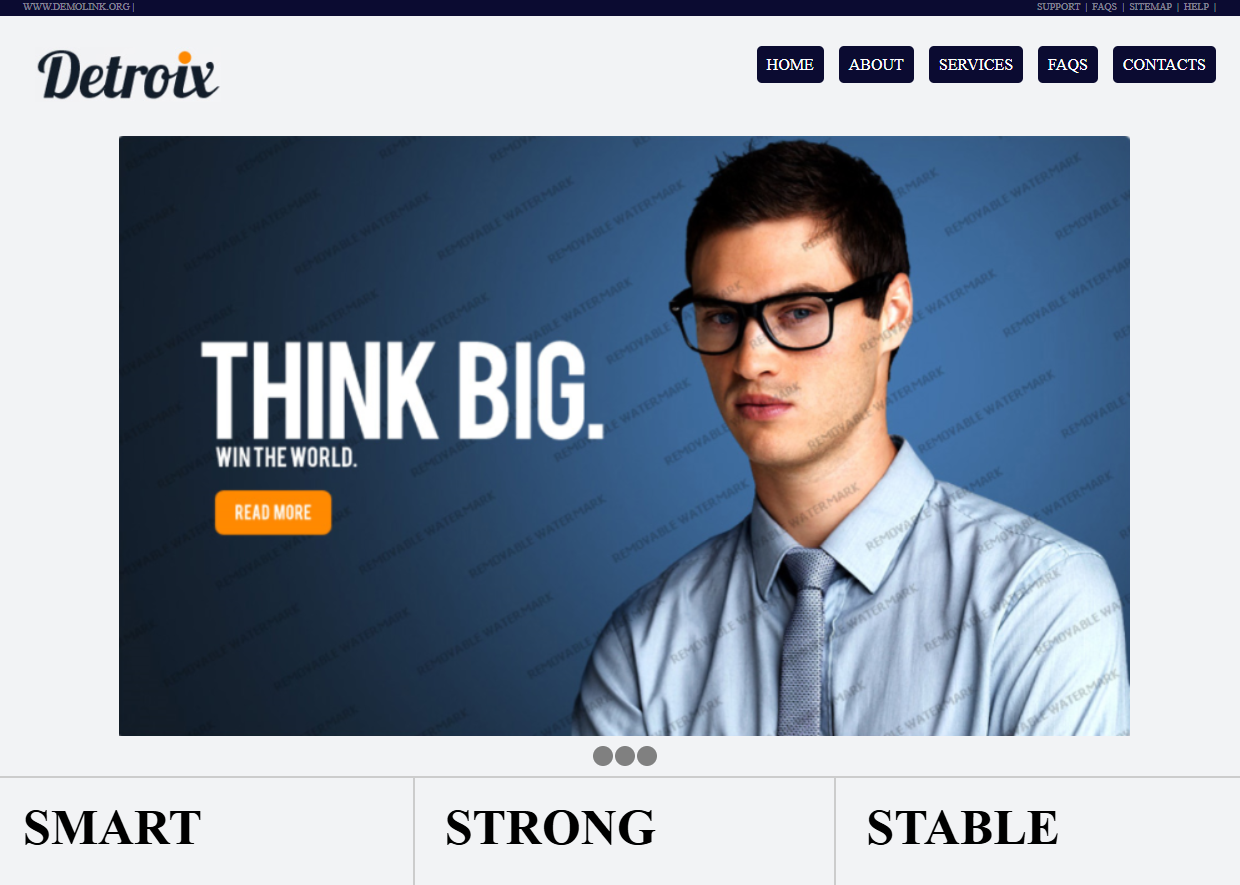 WWW.DEMOLINK.ORG |
SUPPORT | FAQS | SITEMAP | HELP |
Detroix
HOME ABOUT SERVICES FAQS CONTACTS
THINK BIG.
WIN THE WORLD.
READ MORE
REMOVABLE WATERMARK
SMART STRONG STABLE